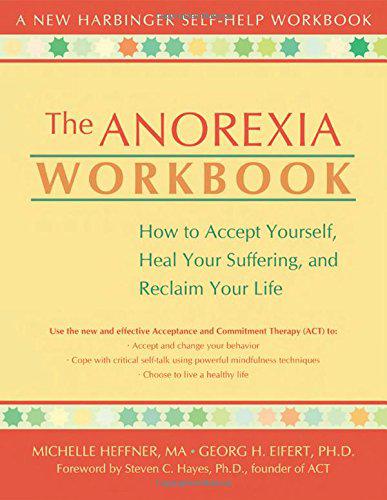 A NEW HARBINGER SELF-HELP WORKBOOK
The ANOREXIA
WORKBOOK
How to Accept Yourself,
Heal Your Suffering, and
Reclaim Your Life
Use the new and effective Acceptance and Commitment Therapy (ACT) to:
· Accept and change your behavior
· Cope with critical self-talk using powerful mindfulness techniques
· Choose to live a healthy life
MICHELLE HEFFNER, MA • GEORG H. EIFERT, PH.D.
Foreword by Steven C. Hayes, Ph.D., founder of ACT